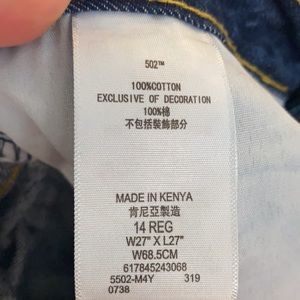 502™
100%COTTON
EXCLUSIVE OF DECORATION
100%棉
不包括裝飾部分
MADE IN KENYA
肯尼亞製造
14 REG
W27" X L27"
W68.5CM
617845243068
5502-M4Y 319
0738